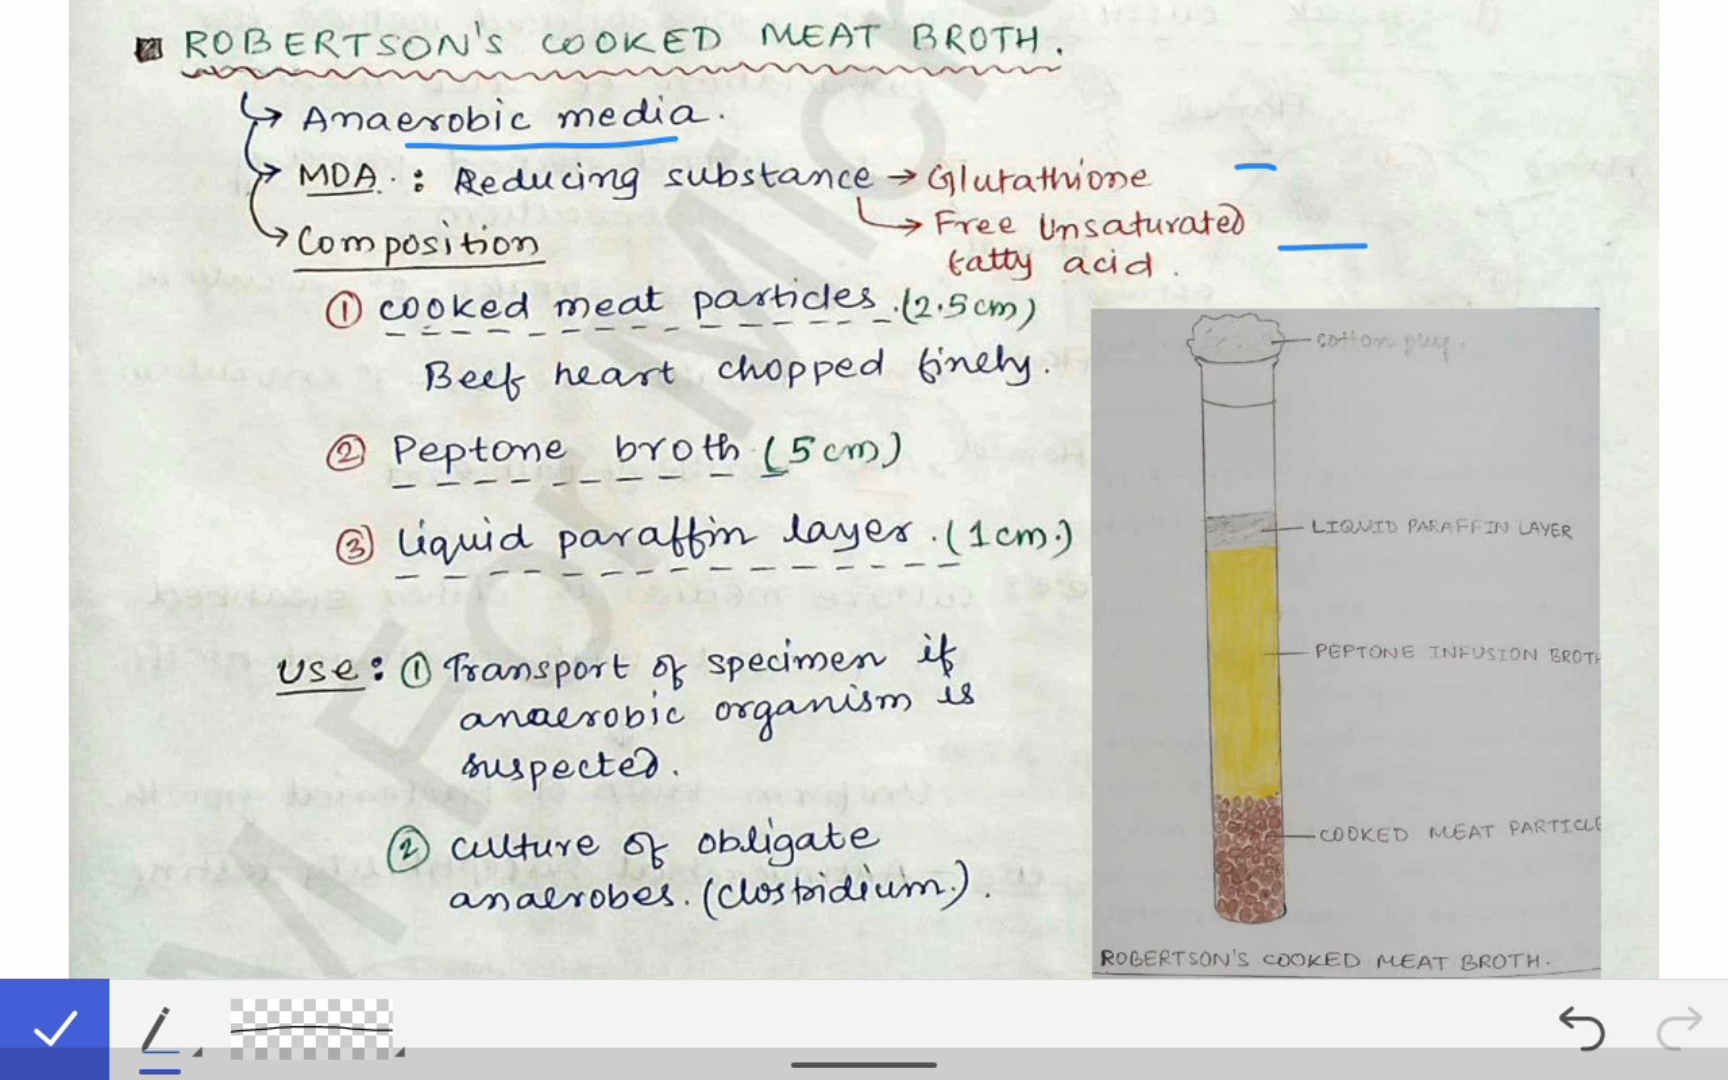 ROBERTSON'S COOKED MEAT BROTH.
Anaerobic media.
MDA. : Reducing substance → Glutathione
→ Free Unsaturated
fatty acid.
Composition
① cooked meat particles.(2.5cm)
Beef heart chopped finely.
② Peptone broth (5cm)
③ liquid paraffin layer.(1cm.)
Use: ① Transport of specimen if
anaerobic organism is
suspected.
② culture of obligate
anaerobes. (clostridium.).
cotton
LIQUID PARAFFIN LAYER
PEPTONE INFUSION BROTH
COOKED MEAT PARTICLE
ROBERTSON'S COOKED MEAT BROTH.